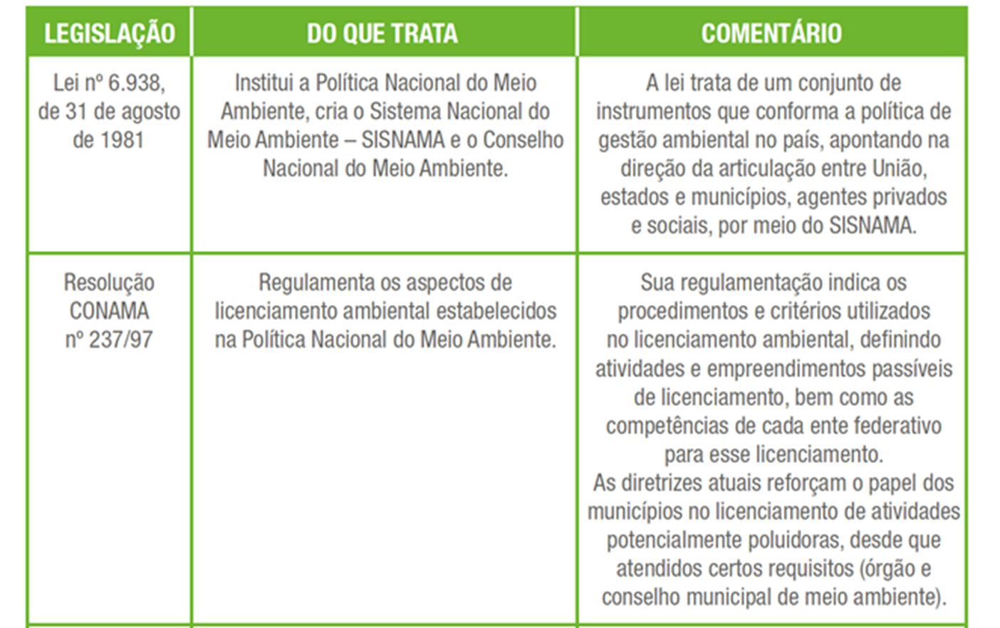 LEGISLAÇÃO
DO QUE TRATA
COMENTÁRIO
Lei nº 6.938,
de 31 de agosto
de 1981
Institui a Política Nacional do Meio
Ambiente, cria o Sistema Nacional do
Meio Ambiente – SISNAMA e o Conselho
Nacional do Meio Ambiente.
A lei trata de um conjunto de
instrumentos que conforma a política de
gestão ambiental no país, apontando na
direção da articulação entre União,
estados e municípios, agentes privados
e sociais, por meio do SISNAMA.
Resolução
CONAMA
nº 237/97
Regulamenta os aspectos de
licenciamento ambiental estabelecidos
na Política Nacional do Meio Ambiente.
Sua regulamentação indica os
procedimentos e critérios utilizados
no licenciamento ambiental, definindo
atividades e empreendimentos passíveis
de licenciamento, bem como as
competências de cada ente federativo
para esse licenciamento.
As diretrizes atuais reforçam o papel dos
municípios no licenciamento de atividades
potencialmente poluidoras, desde que
atendidos certos requisitos (órgão e
conselho municipal de meio ambiente).